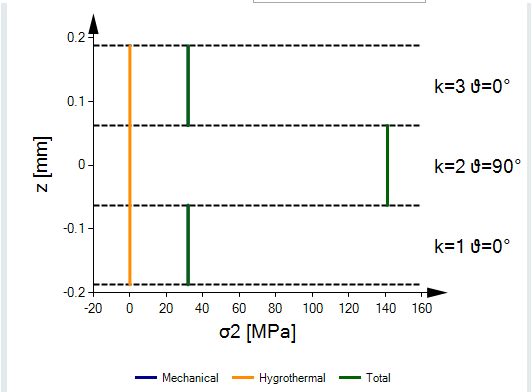 0.2
k=3 ϑ=0°
0.1
z [mm]
0
k=2 ϑ=90°
-0.1
k=1 ϑ=0°
-0.2
-20 0 20 40 60 80 100 120 140 160
σ2 [MPa]
Mechanical Hygrothermal Total